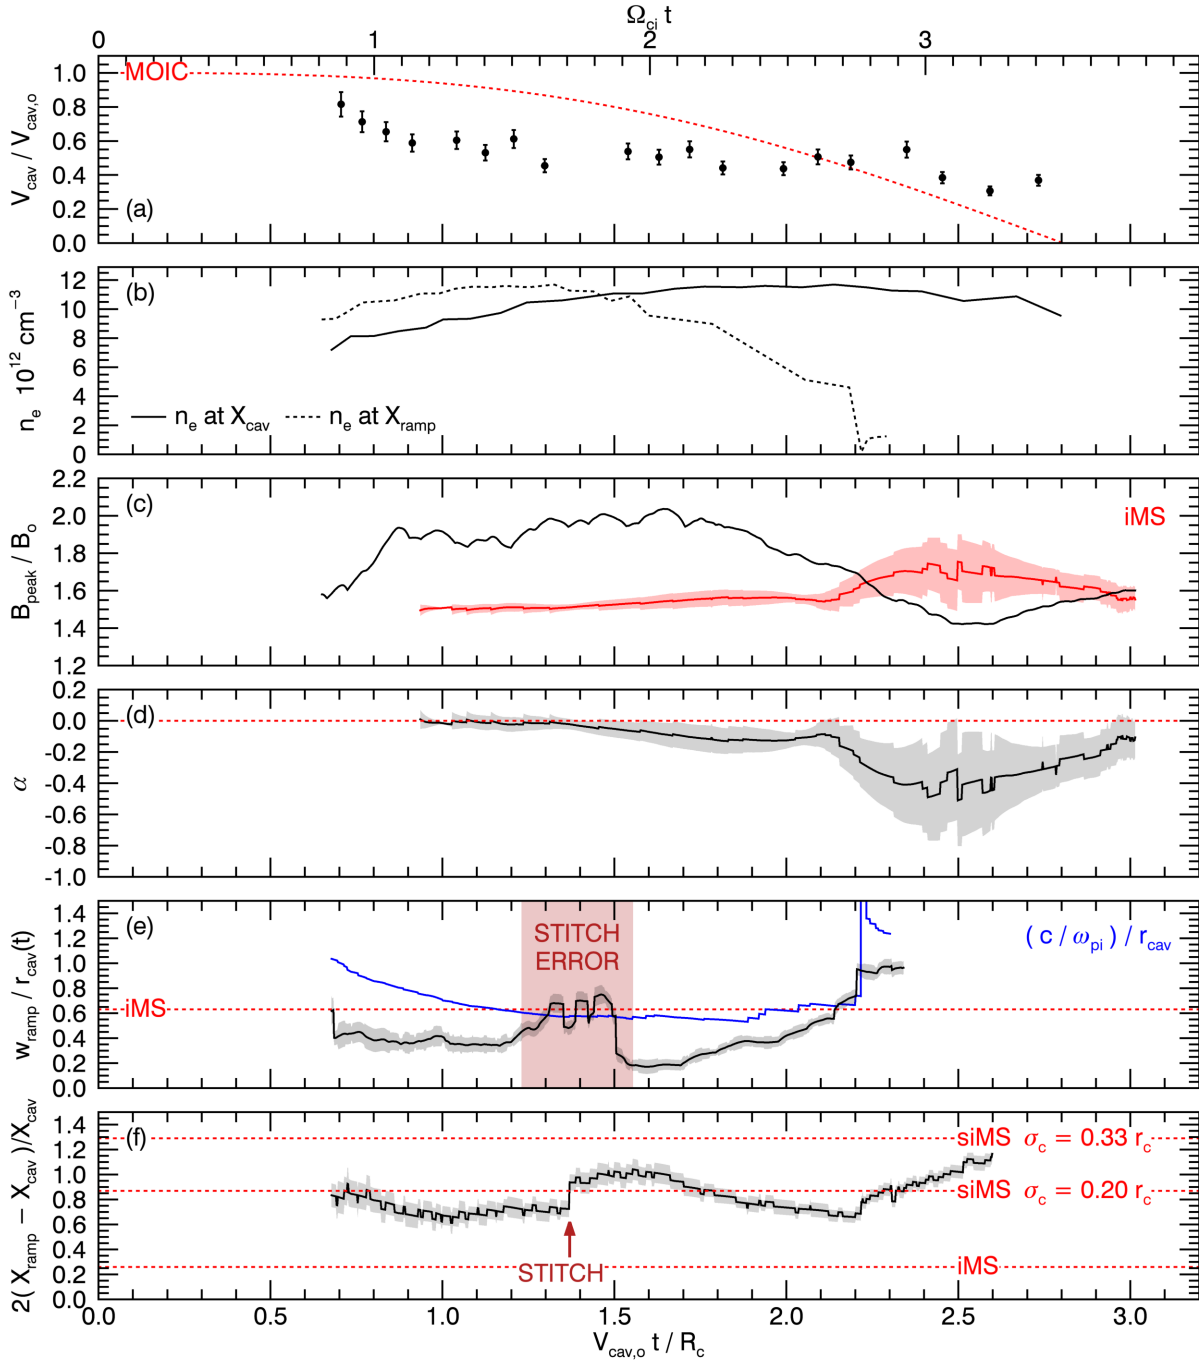 Ω_ci t
0 1 2 3
1.0
0.8
0.6
0.4
0.2
0.0
V_cav / V_cav,o
MOIC
(a)
12
10
8
6
4
2
0
n_e 10^12 cm^−3
(b)
n_e at X_cav n_e at X_ramp
2.2
2.0
1.8
1.6
1.4
1.2
B_peak / B_o
(c)
iMS
0.2
0.0
-0.2
-0.4
-0.6
-0.8
-1.0
α
(d)
1.4
1.2
1.0
0.8
0.6
0.4
0.2
0.0
w_ramp / r_cav(t)
(e)
STITCH
ERROR
( c / ω_pi ) / r_cav
iMS
1.4
1.2
1.0
0.8
0.6
0.4
0.2
0.0
2( X_ramp − X_cav )/X_cav
(f)
siMS σ_c = 0.33 r_c
siMS σ_c = 0.20 r_c
iMS
STITCH
0.0 0.5 1.0 1.5 2.0 2.5 3.0
V_cav,o t / R_c